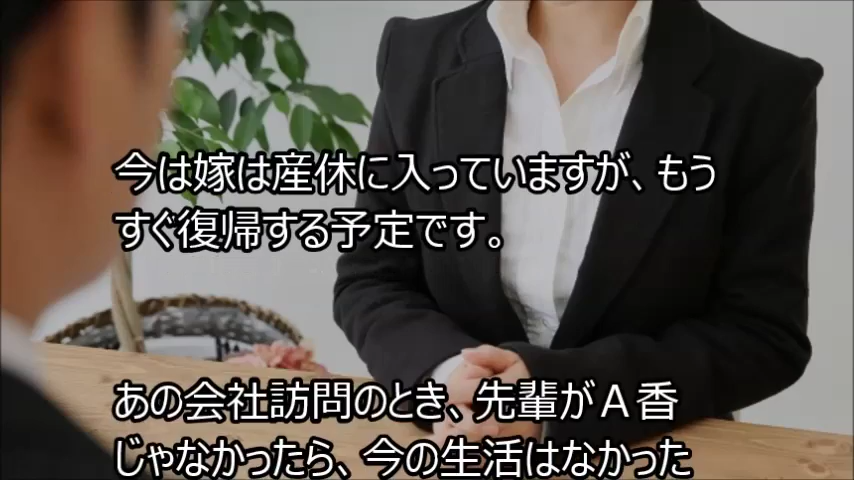 今は嫁は産休に入っていますが、もう
すぐ復帰する予定です。
あの会社訪問のとき、先輩がＡ香
じゃなかったら、今の生活はなかった